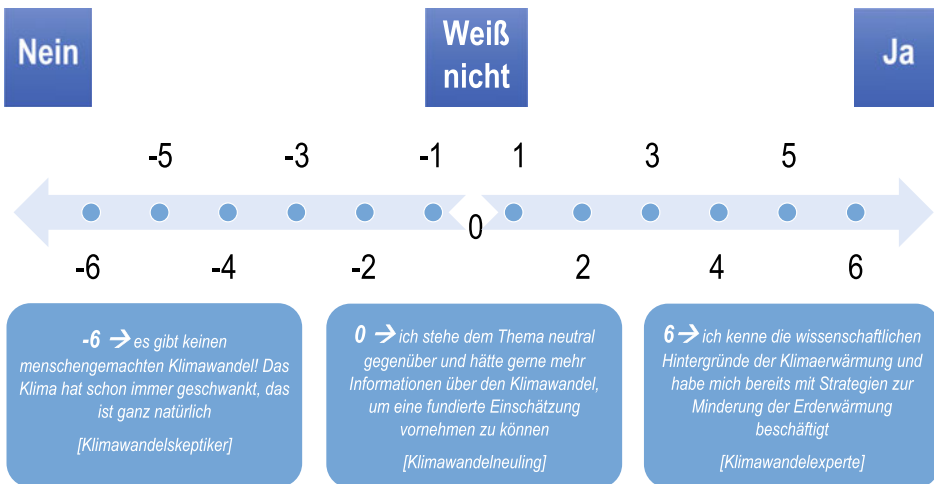 Nein
Weiß
nicht
Ja
-5 -3 -1 1 3 5
0
-6 -4 -2 2 4 6
-6 → es gibt keinen
menschengemachten Klimawandel! Das
Klima hat schon immer geschwankt, das
ist ganz natürlich
[Klimawandelskeptiker]
0 → ich stehe dem Thema neutral
gegenüber und hätte gerne mehr
Informationen über den Klimawandel,
um eine fundierte Einschätzung
vornehmen zu können
[Klimawandelneuling]
6 → ich kenne die wissenschaftlichen
Hintergründe der Klimaerwärmung und
habe mich bereits mit Strategien zur
Minderung der Erderwärmung
beschäftigt
[Klimawandelexperte]